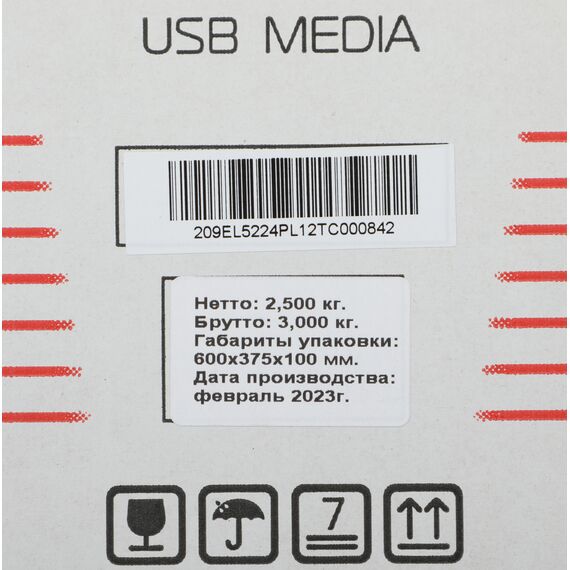 USB MEDIA
209EL5224PL12TC000842
Нетто: 2,500 кг.
Брутто: 3,000 кг.
Габариты упаковки:
600х375х100 мм.
Дата производства:
февраль 2023г.
7